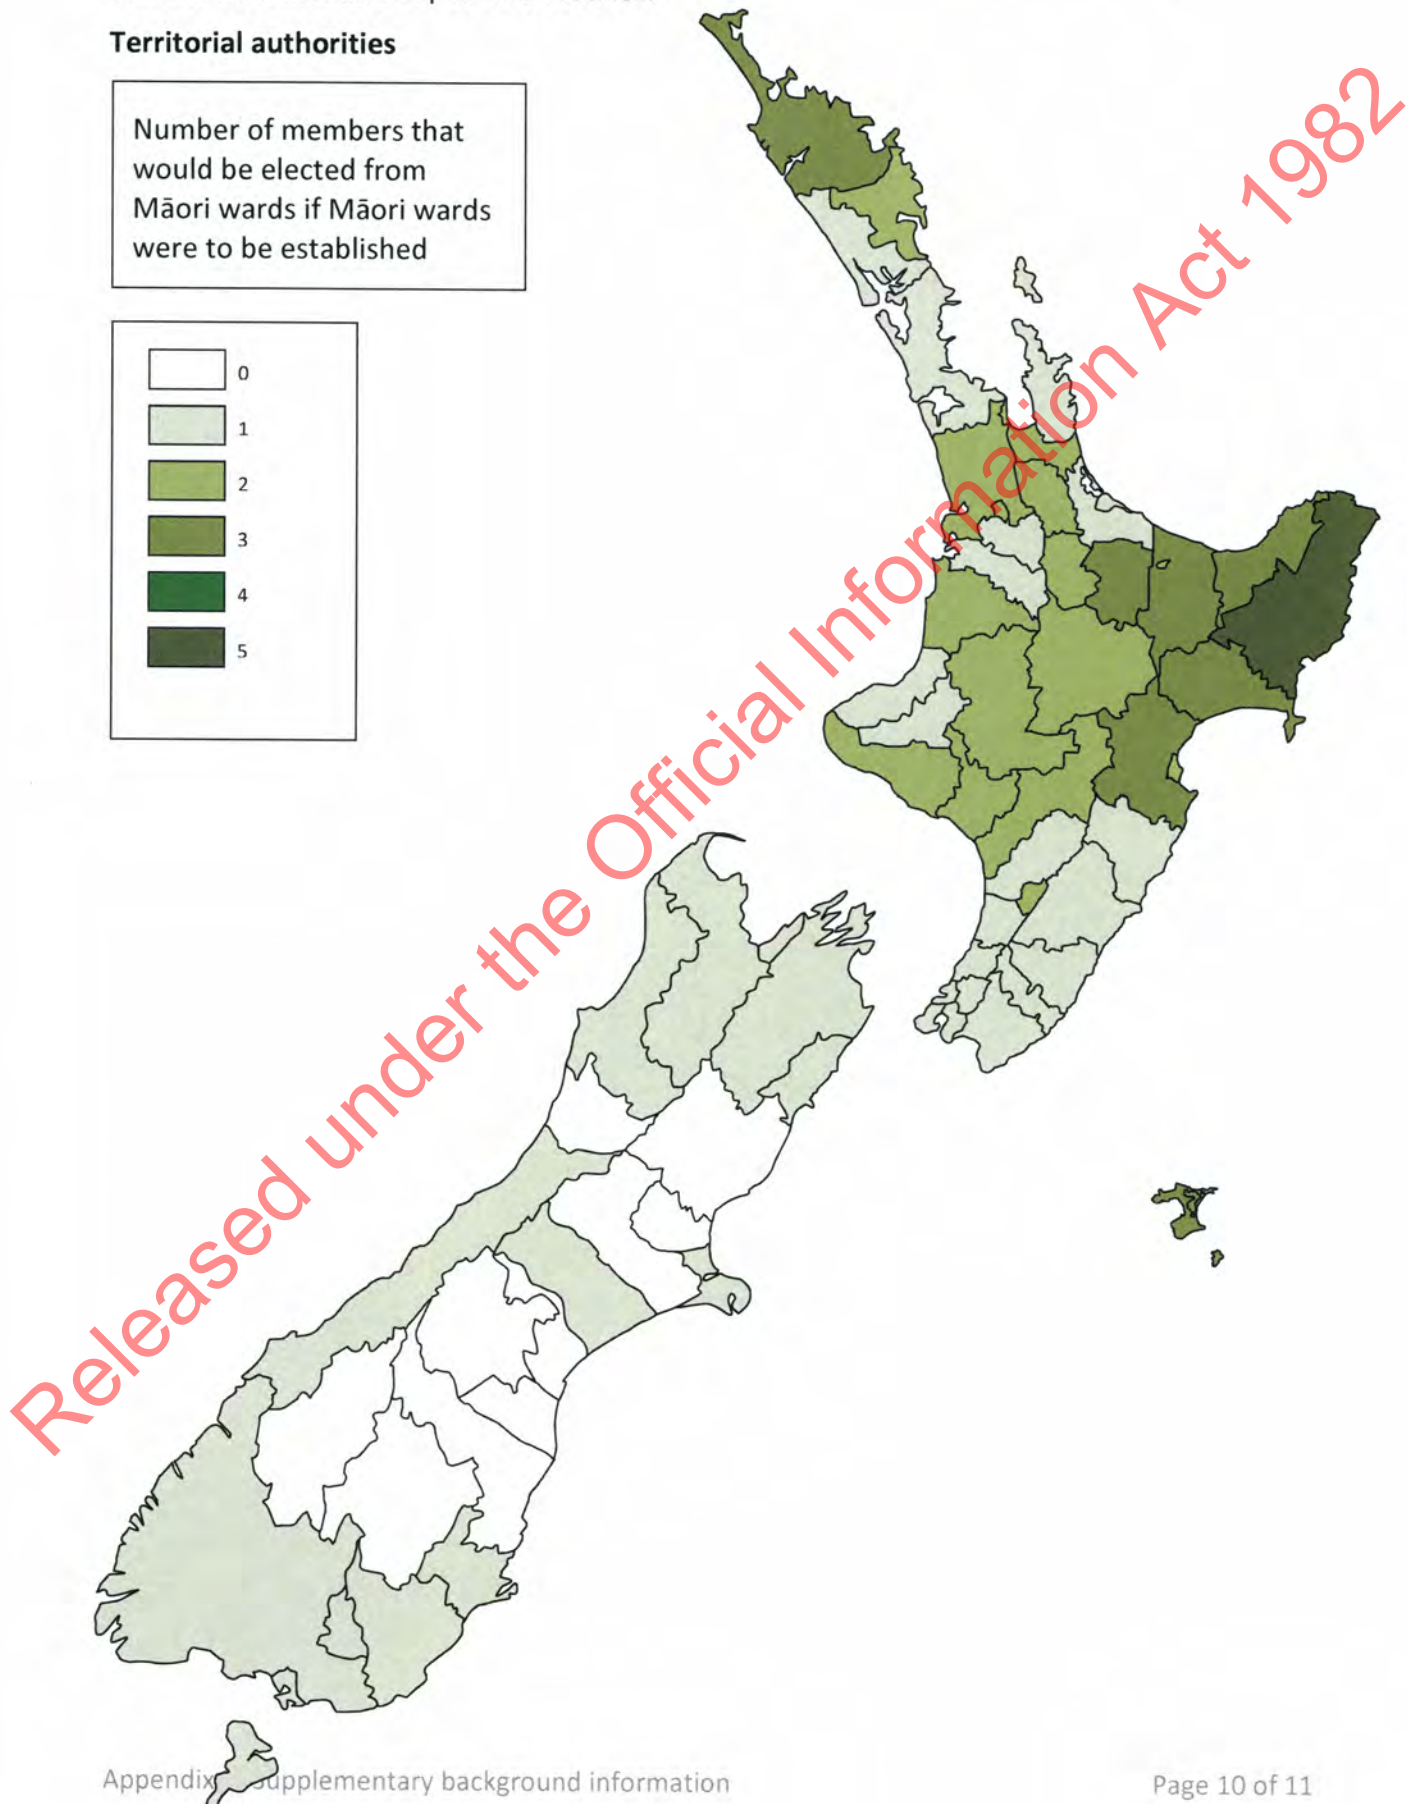 Territorial authorities
Number of members that
would be elected from
Māori wards if Māori wards
were to be established
0
1
2
3
4
5
Released under the Official Information Act 1982
Appendix
supplementary background information
Page 10 of 11